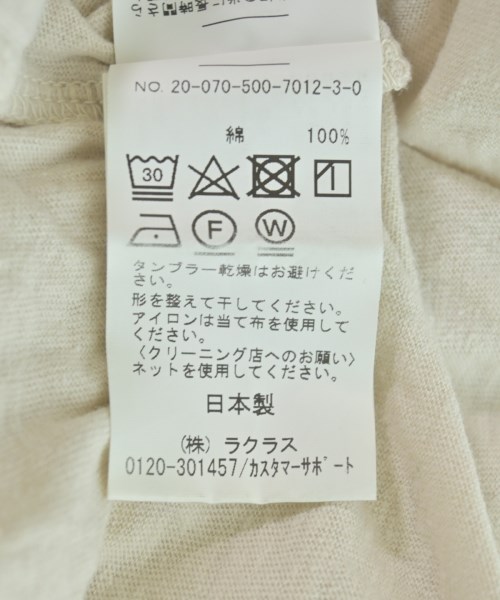 NO. 20-070-500-7012-3-0
綿 100%
30
F W
タンブラー乾燥はお避けくだ
さい。
形を整えて干してください。
アイロンは当て布を使用して
ください。
〈クリーニング店へのお願い〉
ネットを使用してください。
日本製
(株) ラクラス
0120-301457/カスタマーサポート